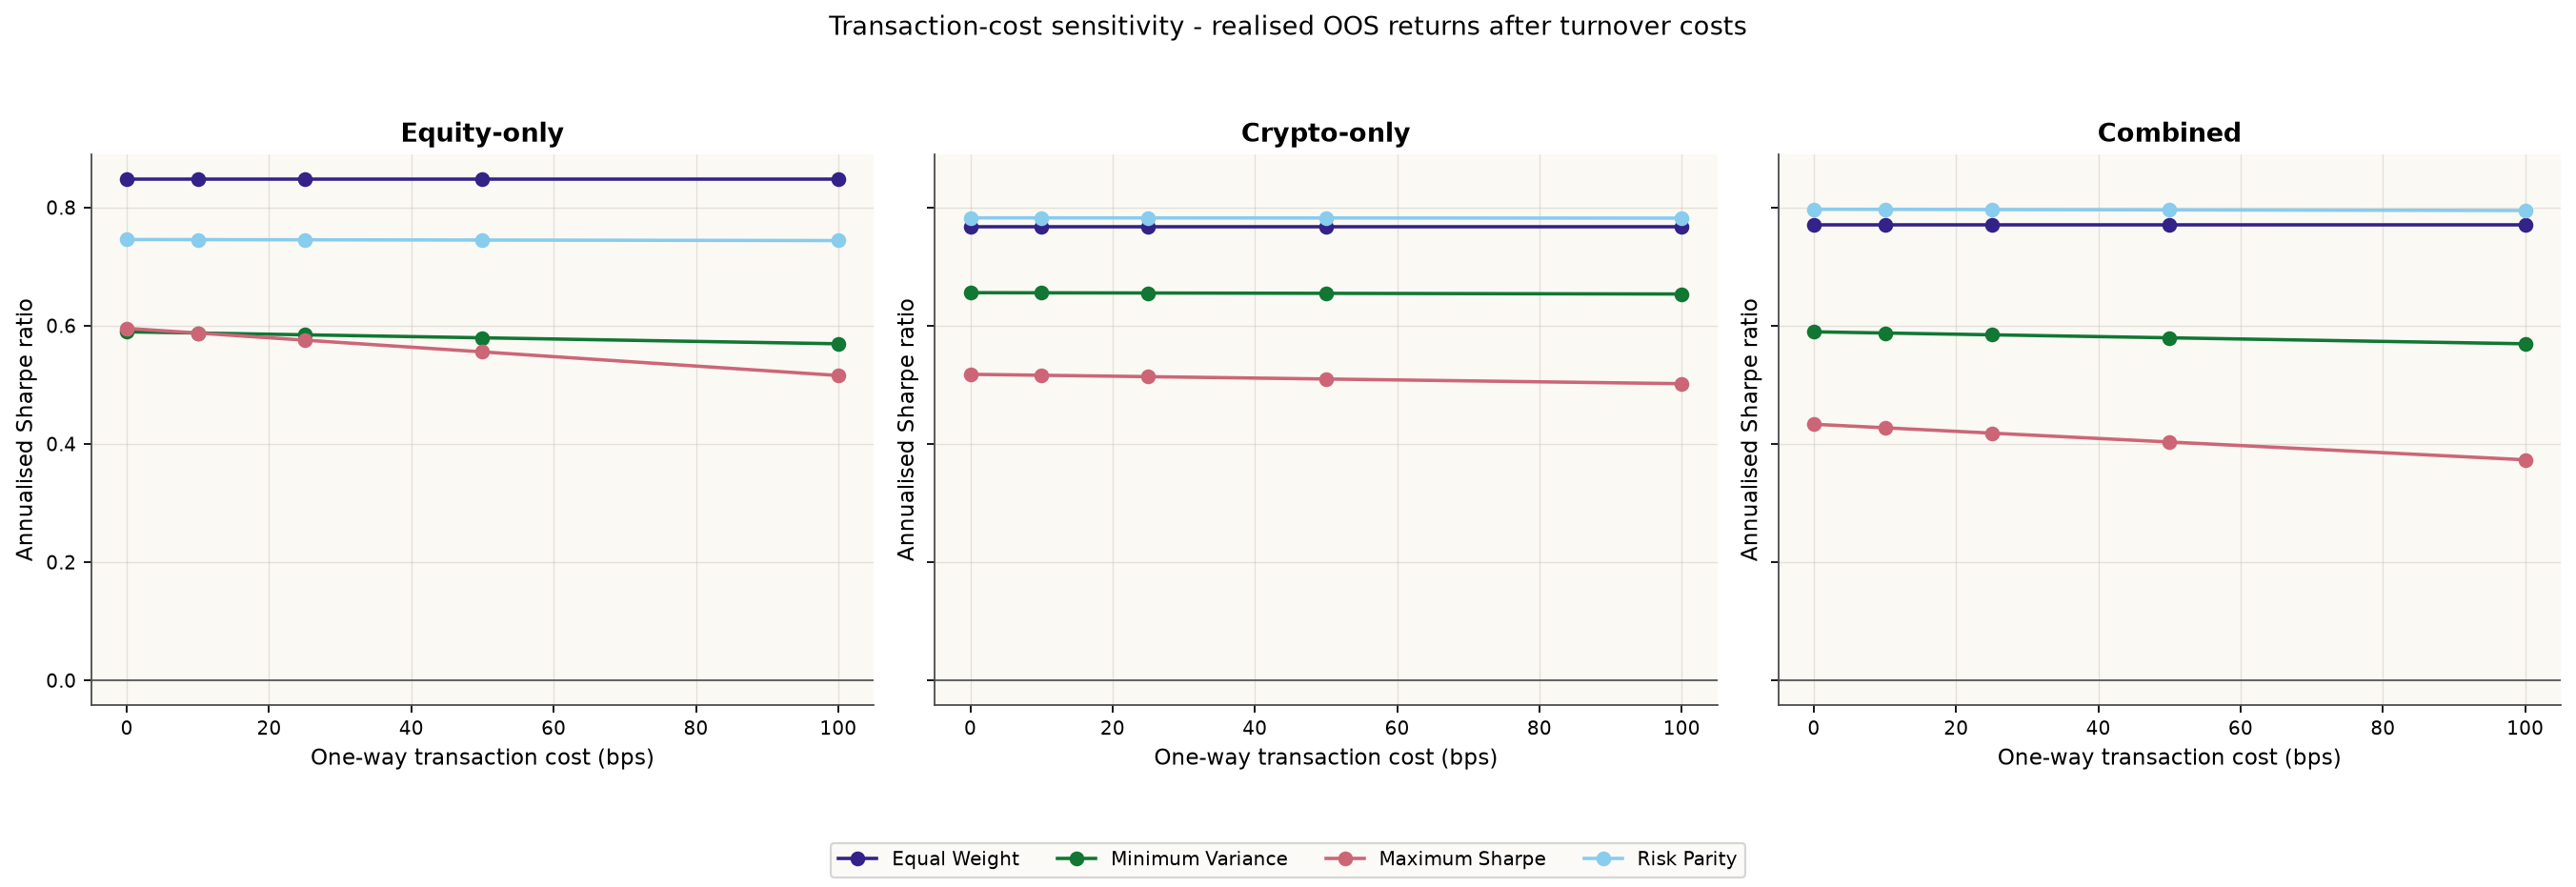 Transaction-cost sensitivity - realised OOS returns after turnover costs
Equity-only
Annualised Sharpe ratio
0.8
0.6
0.4
0.2
0.0
0 20 40 60 80 100
One-way transaction cost (bps)
Crypto-only
Annualised Sharpe ratio
0 20 40 60 80 100
One-way transaction cost (bps)
Combined
Annualised Sharpe ratio
0 20 40 60 80 100
One-way transaction cost (bps)
Equal Weight Minimum Variance Maximum Sharpe Risk Parity